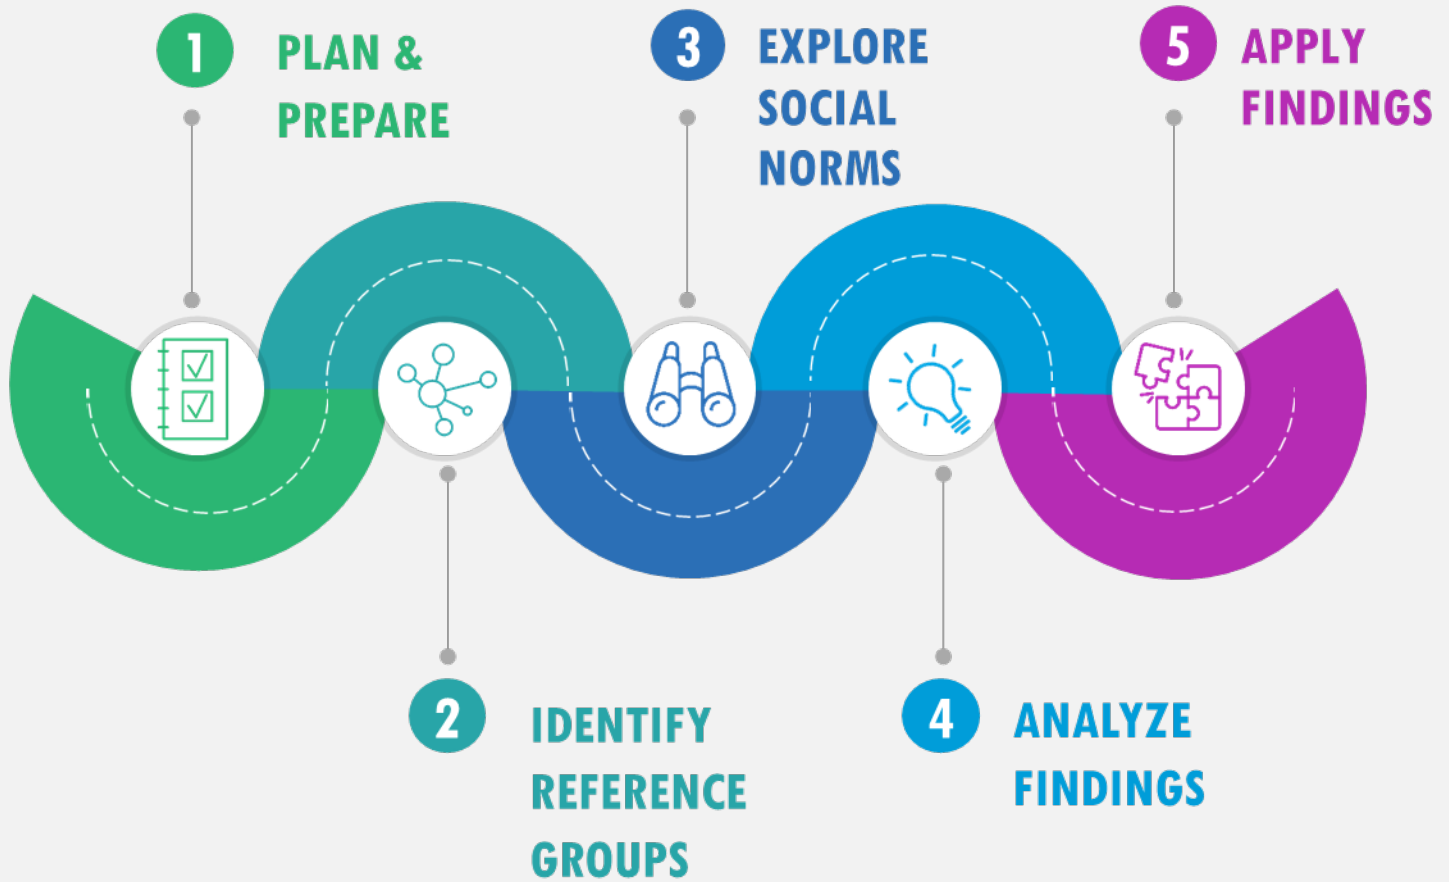 1
PLAN &
PREPARE
2
IDENTIFY
REFERENCE
GROUPS
3
EXPLORE
SOCIAL
NORMS
4
ANALYZE
FINDINGS
5
APPLY
FINDINGS